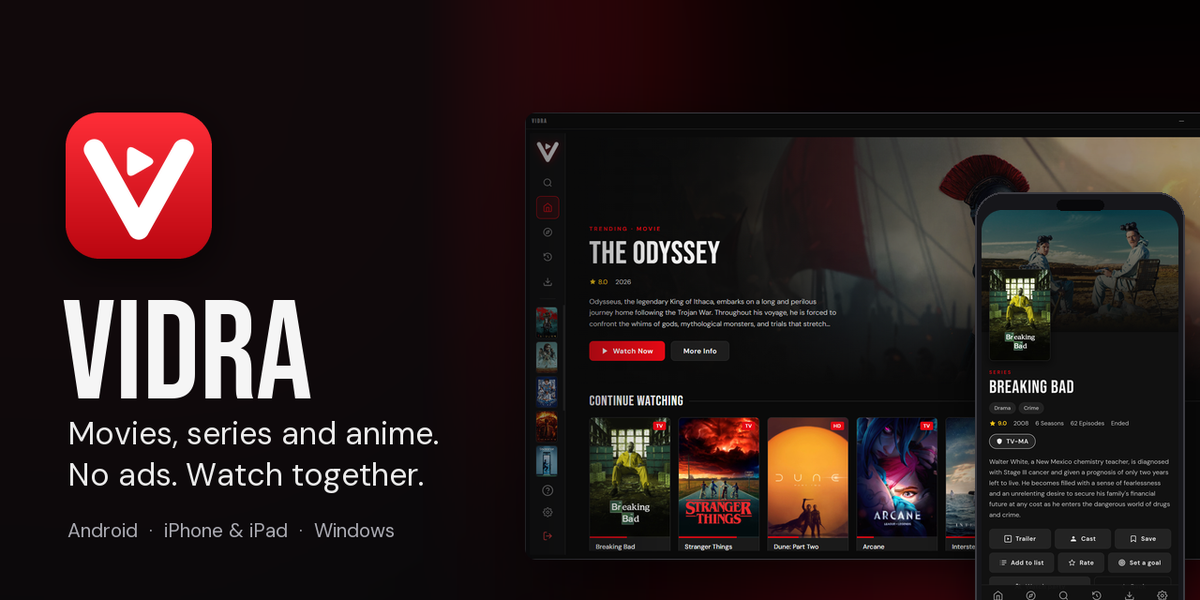 VIDRA
Movies, series and anime.
No ads. Watch together.
Android · iPhone & iPad · Windows
VIDRA
TRENDING · MOVIE
THE ODYSSEY
★ 8.0 2026
Odysseus, the legendary King of Ithaca, embarks on a long and perilous
journey home following the Trojan War. Throughout his voyage, he is forced to
confront the whims of gods, mythological monsters, and trials that stretch...
Watch Now
More Info
CONTINUE WATCHING
TV
Breaking
Bad
Breaking Bad
TV
STRANGER
THINGS
Stranger Things
HD
DUNE
Dune: Part Two
TV
ARCANE
Arcane
Interste
Breaking
Bad
SERIES
BREAKING BAD
Drama Crime
★ 9.0 2008 6 Seasons 62 Episodes Ended
TV-MA
Walter White, a New Mexico chemistry teacher, is diagnosed
with Stage III cancer and given a prognosis of only two years
left to live. He becomes filled with a sense of fearlessness
and an unrelenting desire to secure his family's financial
future at any cost as he enters the dangerous world of drugs
and crime.
Trailer Cast Save
Add to list Rate Set a goal